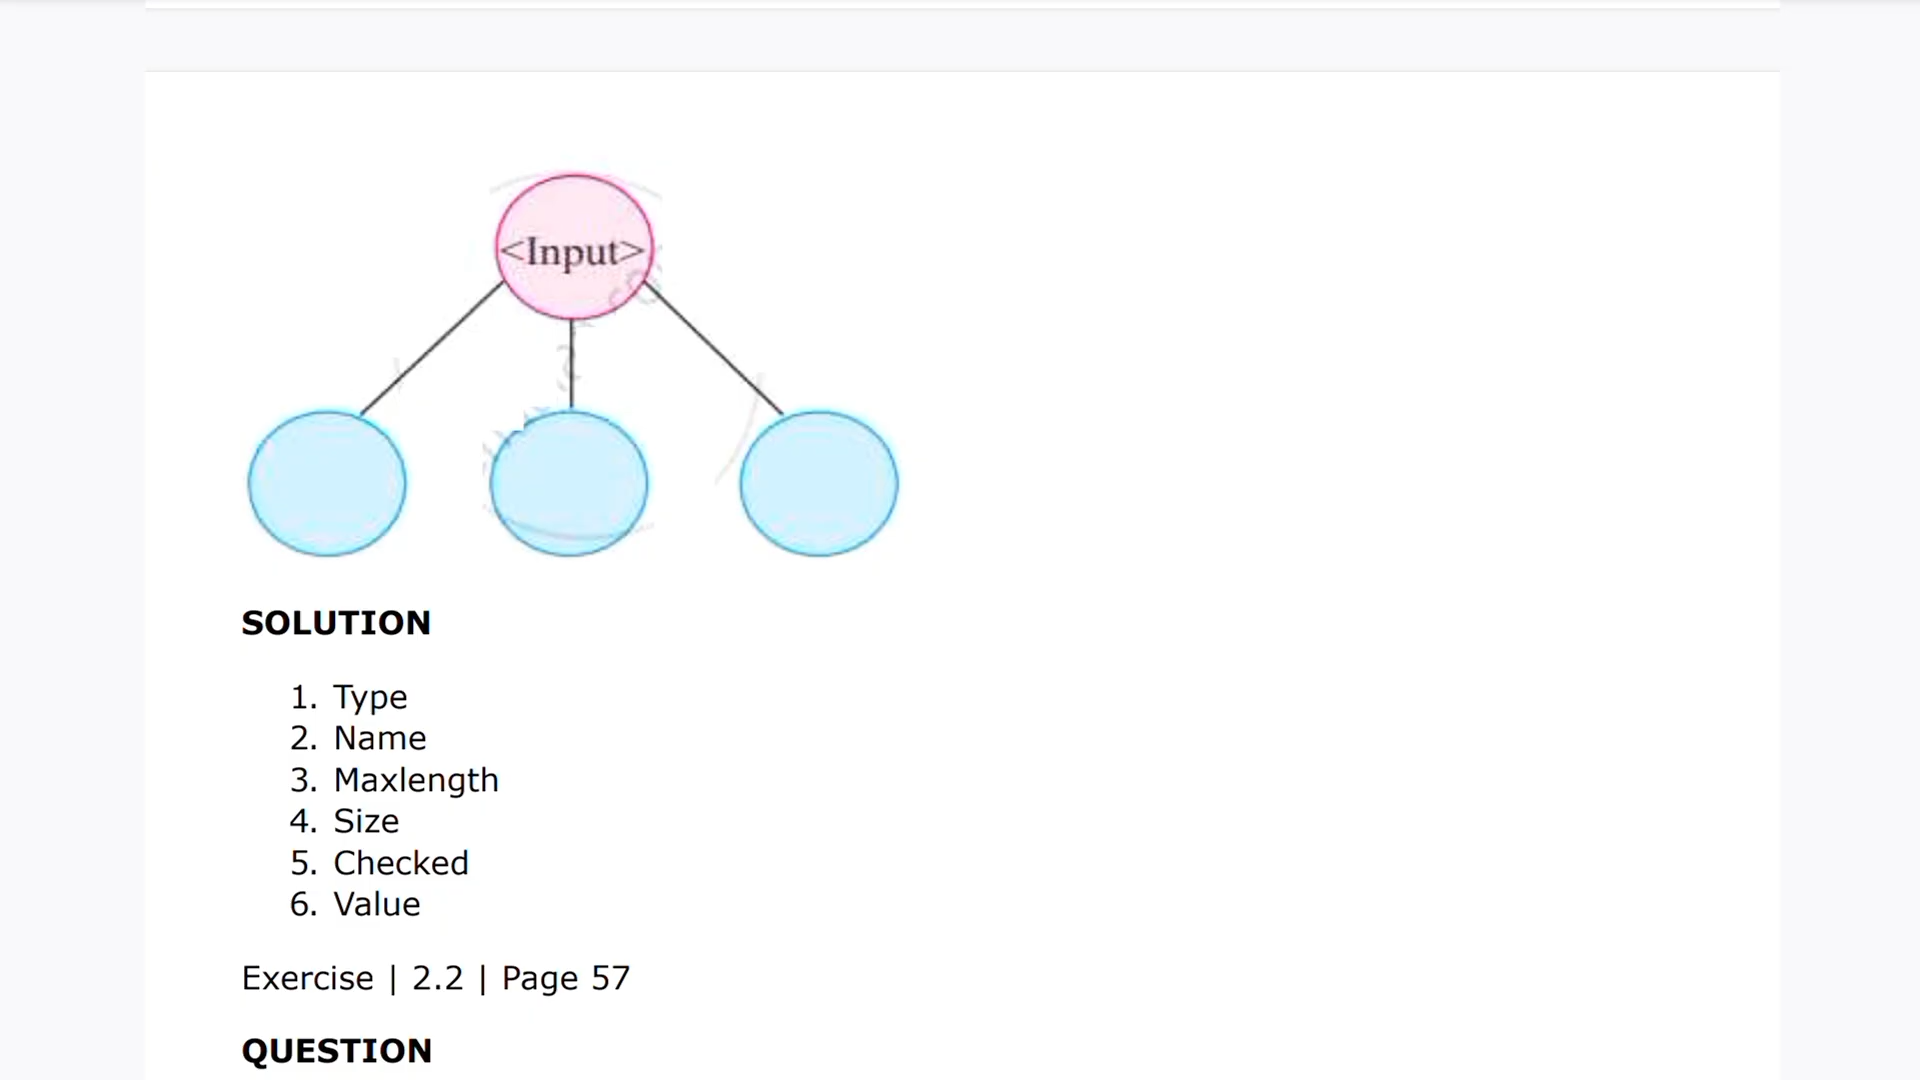 <Input>
SOLUTION
1. Type
2. Name
3. Maxlength
4. Size
5. Checked
6. Value
Exercise | 2.2 | Page 57
QUESTION